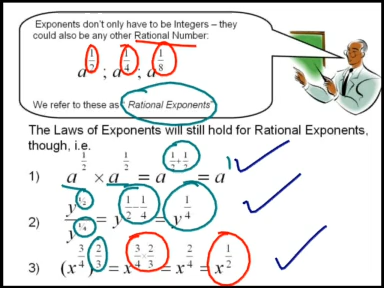 Exponents don't only have to be Integers – they
could also be any other Rational Number:
a^(1/2) ; a^(1/4) ; a^(1/8)
We refer to these as "Rational Exponents"
The Laws of Exponents will still hold for Rational Exponents,
though, i.e.
1) a^(1/2) × a^(1/2) = a^(1/2 + 1/2) = a 1
2) y^(1/2) / y^(1/4) = y^(1/2 - 1/4) = y^(1/4)
3) (x^(3/4))^(2/3) = x^(3/4 × 2/3) = x^(2/4) = x^(1/2)